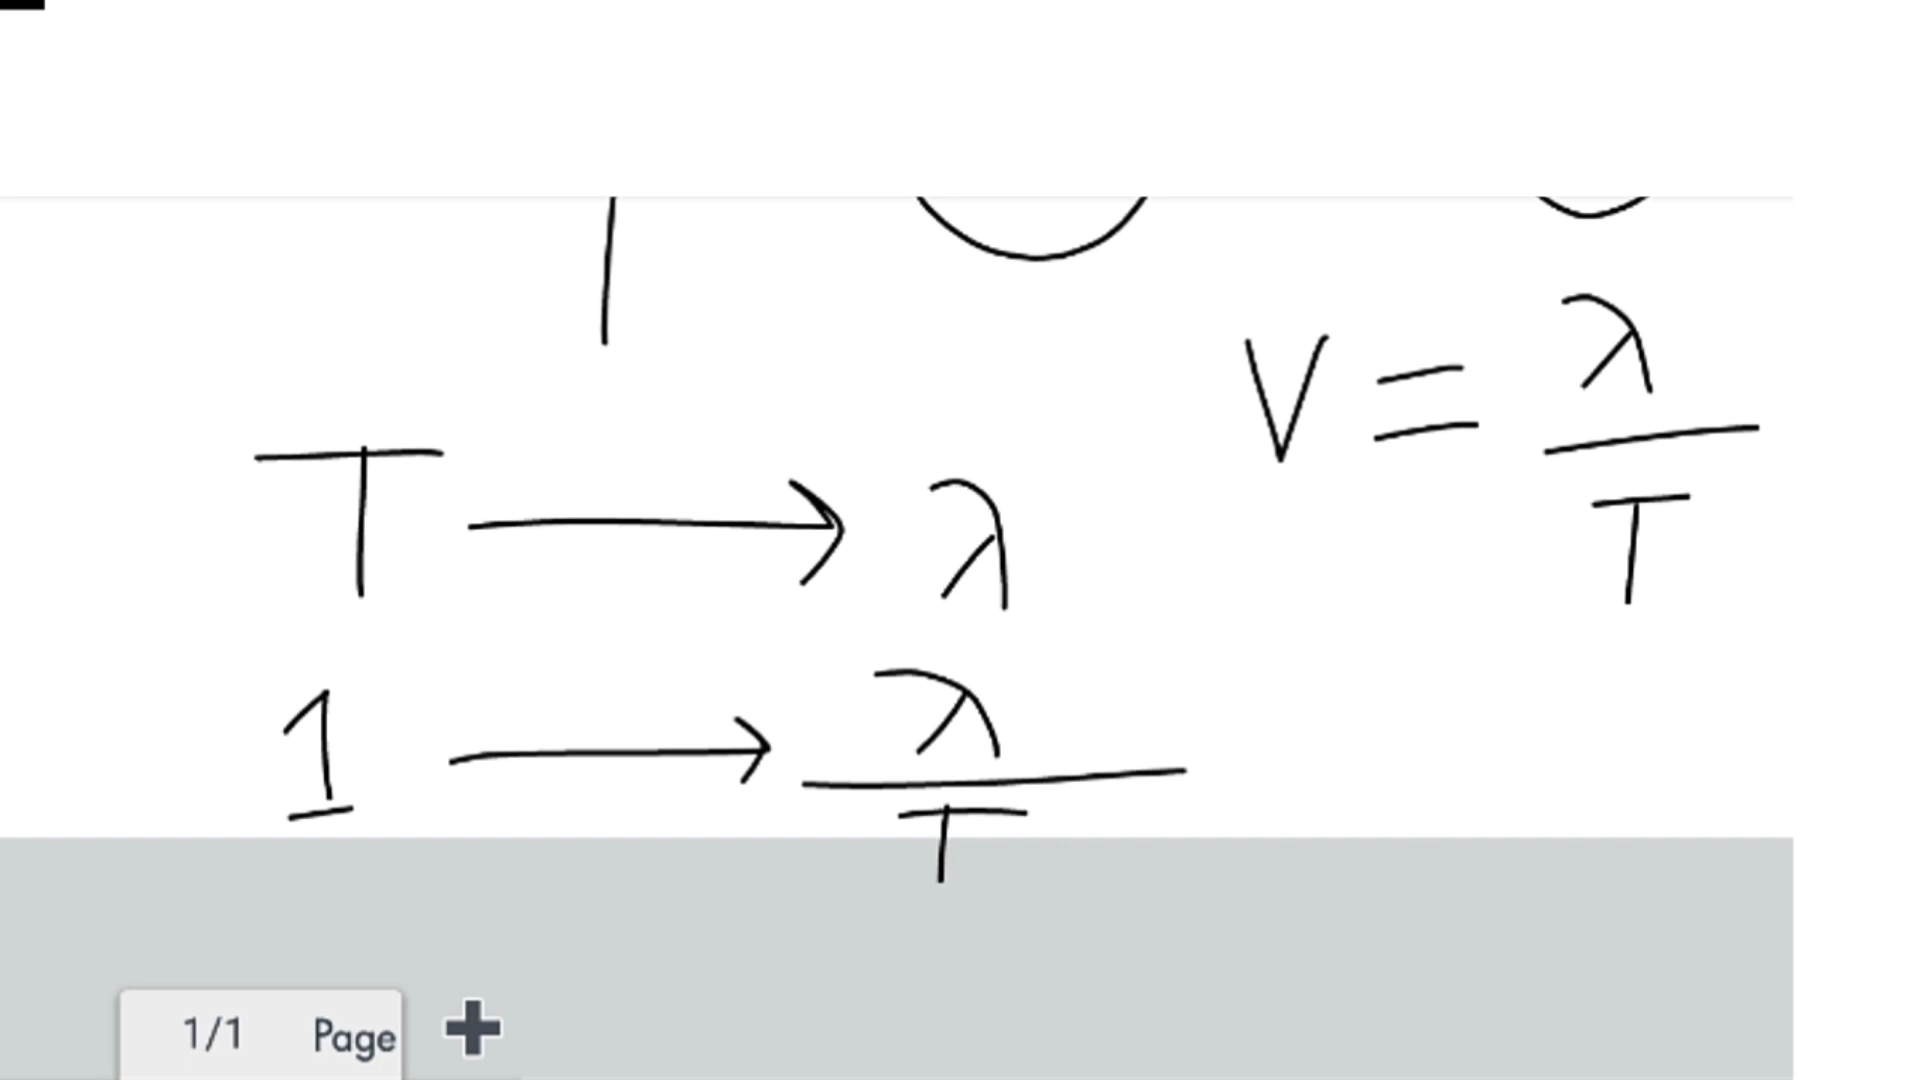 V = λ/T
T → λ
1 → λ/T
1/1 Page +